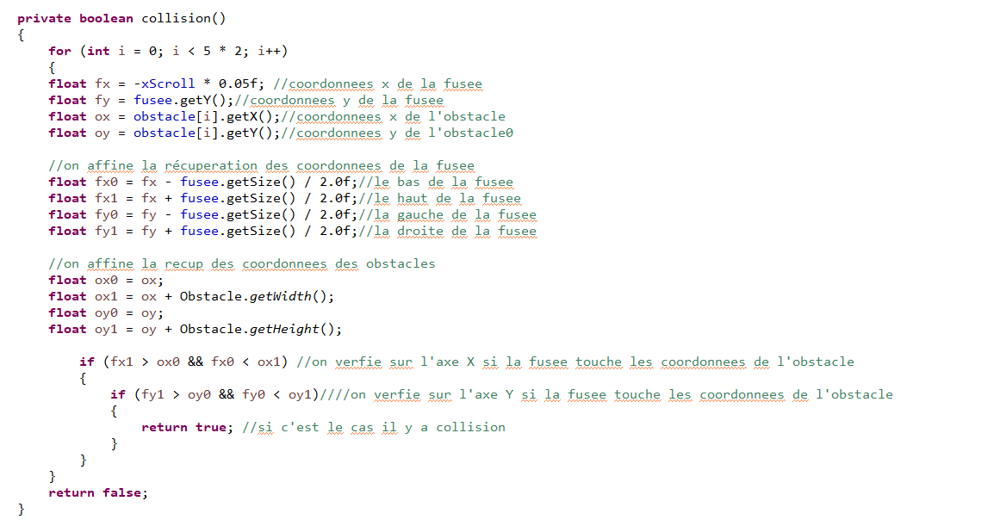 private boolean collision()
{
for (int i = 0; i < 5 * 2; i++)
{
float fx = -xScroll * 0.05f; //coordonnees x de la fusee
float fy = fusee.getY();//coordonnees y de la fusee
float ox = obstacle[i].getX();//coordonnees x de l'obstacle
float oy = obstacle[i].getY();//coordonnees y de l'obstacle0
//on affine la récuperation des coordonnees de la fusee
float fx0 = fx - fusee.getSize() / 2.0f;//le bas de la fusee
float fx1 = fx + fusee.getSize() / 2.0f;//le haut de la fusee
float fy0 = fy - fusee.getSize() / 2.0f;//la gauche de la fusee
float fy1 = fy + fusee.getSize() / 2.0f;//la droite de la fusee
//on affine la recup des coordonnees des obstacles
float ox0 = ox;
float ox1 = ox + Obstacle.getWidth();
float oy0 = oy;
float oy1 = oy + Obstacle.getHeight();
if (fx1 > ox0 && fx0 < ox1) //on verfie sur l'axe X si la fusee touche les coordonnees de l'obstacle
{
if (fy1 > oy0 && fy0 < oy1)////on verfie sur l'axe Y si la fusee touche les coordonnees de l'obstacle
{
return true; //si c'est le cas il y a collision
}
}
}
return false;
}